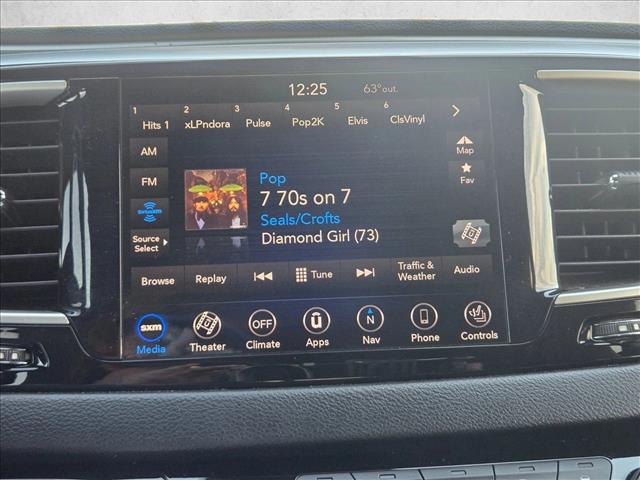 12:25 63° out.
1 2 3 4 5 6
Hits 1 xLPndora Pulse Pop2K Elvis ClsVinyl
AM
Map
FM
Fav
Pop
7 70s on 7
SiriusXM
Seals/Crofts
Source
Select
Diamond Girl (73)
Browse Replay Tune Traffic &
Weather Audio
OFF N
sxm
Media Theater Climate Apps Nav Phone Controls